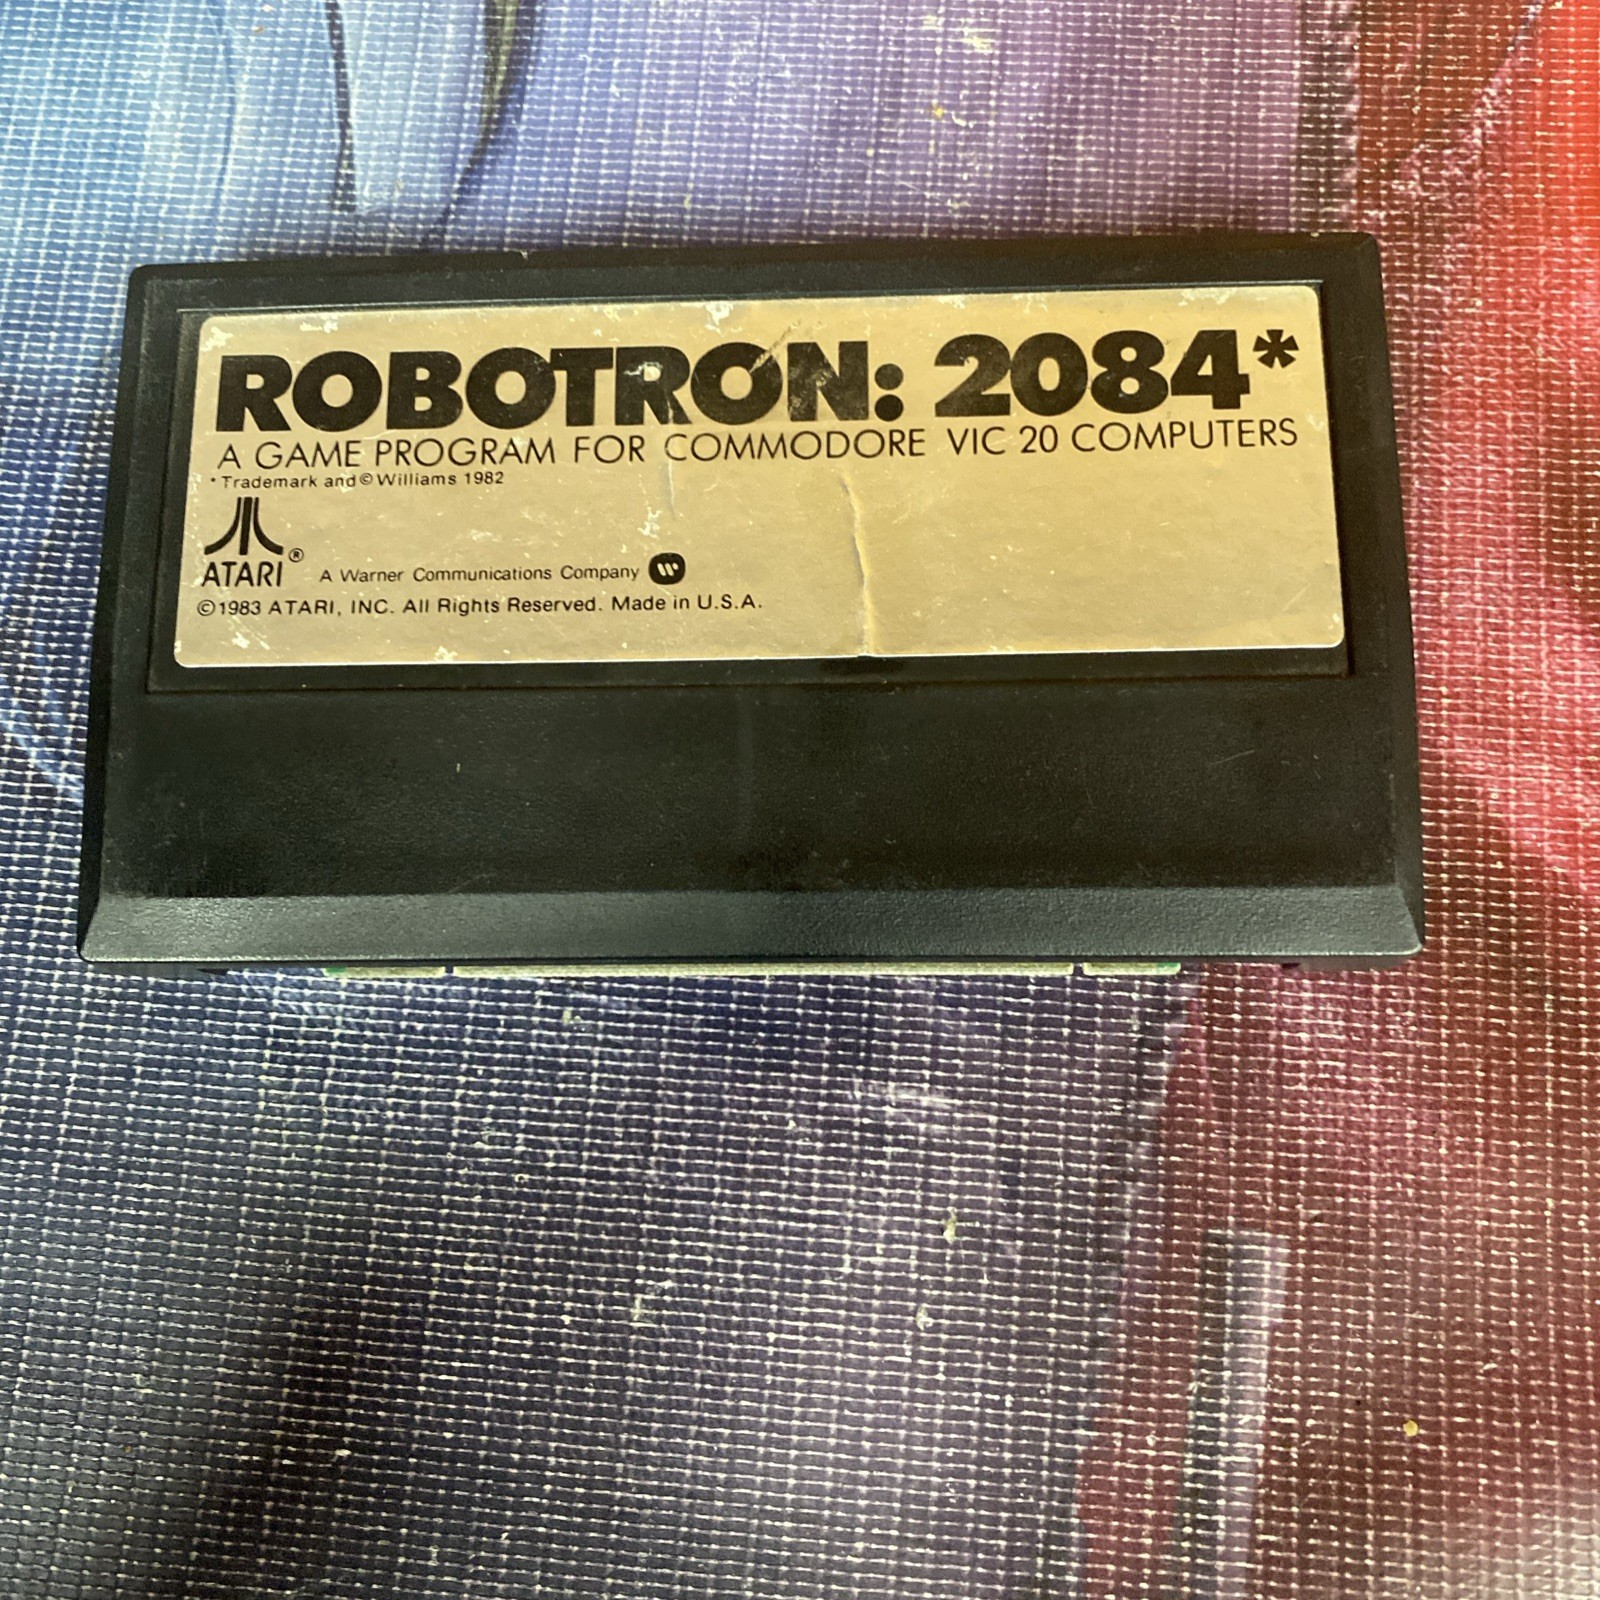 ROBOTRON: 2084*
A GAME PROGRAM FOR COMMODORE VIC 20 COMPUTERS
* Trademark and © Williams 1982
ATARI® A Warner Communications Company
©1983 ATARI, INC. All Rights Reserved. Made in U.S.A.